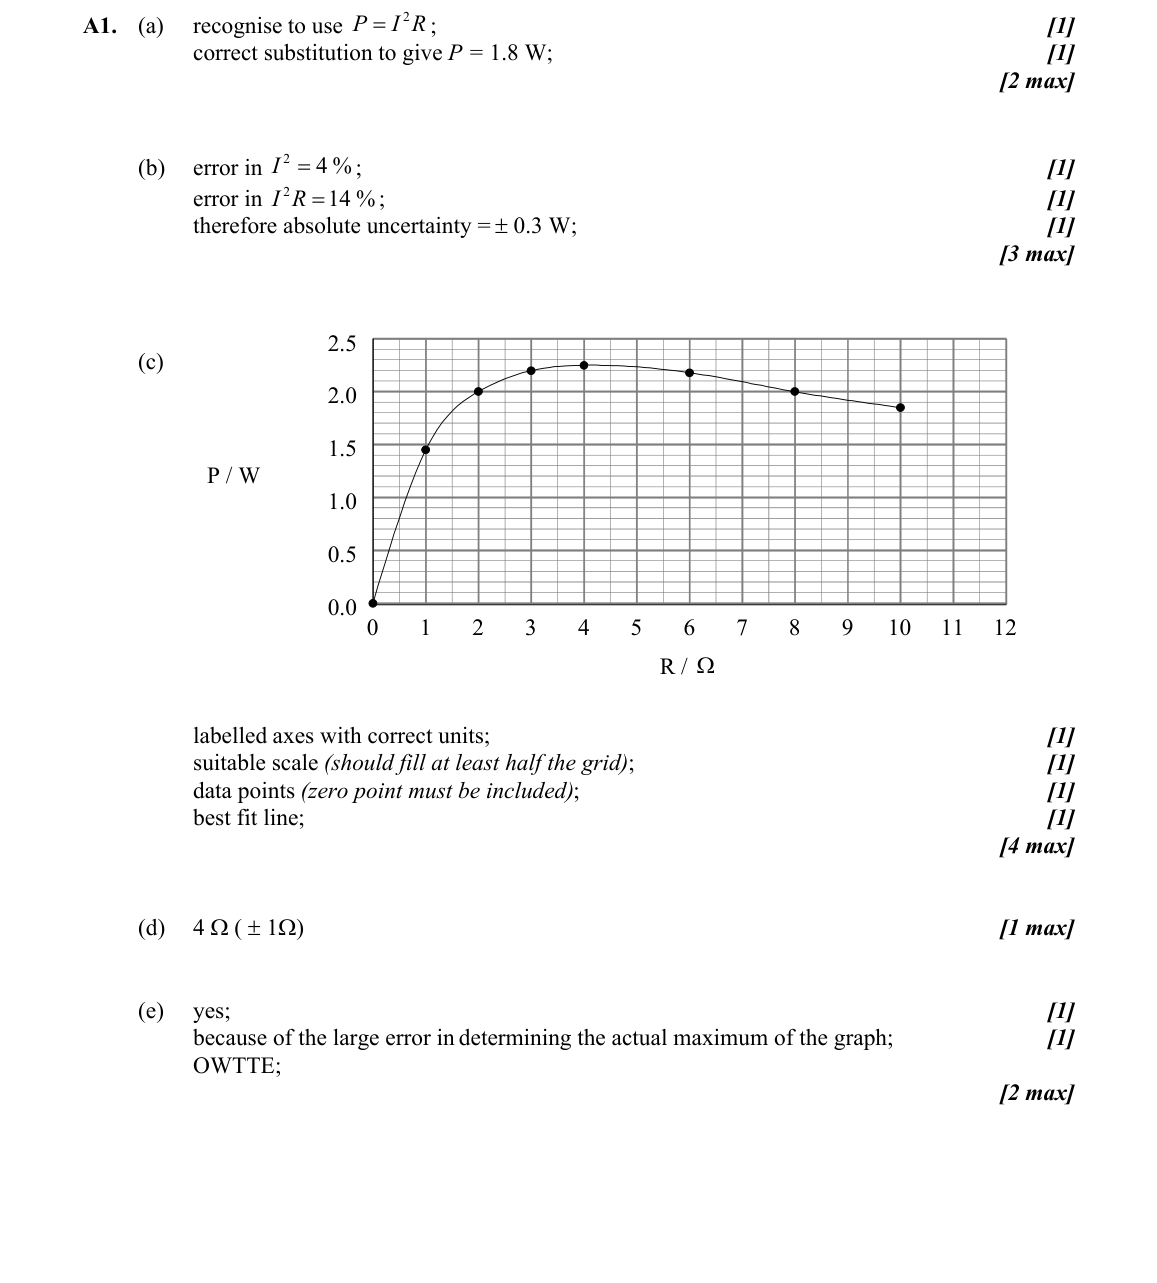 A1. (a) recognise to use P = I²R ; [1]
correct substitution to give P = 1.8 W; [1]
[2 max]
(b) error in I² = 4 % ; [1]
error in I²R = 14 % ; [1]
therefore absolute uncertainty = ± 0.3 W; [1]
[3 max]
(c)
2.5
2.0
1.5
P / W
1.0
0.5
0.0
0 1 2 3 4 5 6 7 8 9 10 11 12
R / Ω
labelled axes with correct units; [1]
suitable scale (should fill at least half the grid); [1]
data points (zero point must be included); [1]
best fit line; [1]
[4 max]
(d) 4 Ω ( ± 1Ω) [1 max]
(e) yes; [1]
because of the large error in determining the actual maximum of the graph; [1]
OWTTE;
[2 max]